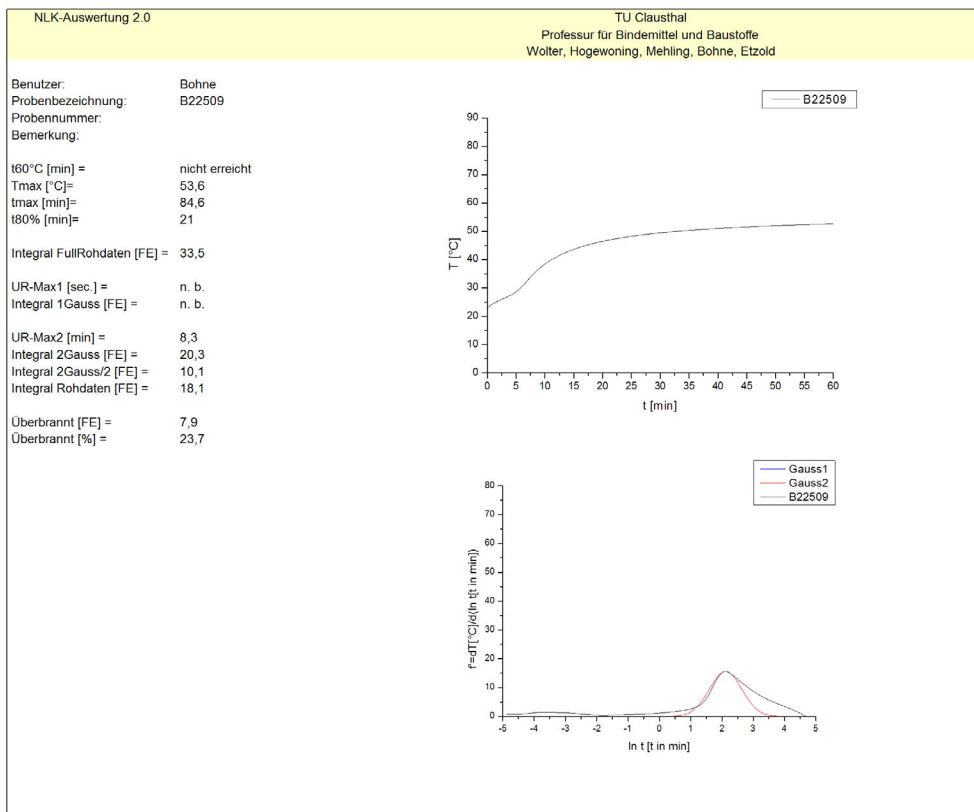 NLK-Auswertung 2.0
TU Clausthal
Professur für Bindemittel und Baustoffe
Wolter, Hogewoning, Mehling, Bohne, Etzold
Benutzer: Bohne
Probenbezeichnung: B22509
Probennummer:
Bemerkung:
t60°C [min] = nicht erreicht
Tmax [°C]= 53,6
tmax [min]= 84,6
t80% [min]= 21
Integral FullRohdaten [FE] = 33,5
UR-Max1 [sec.] = n. b.
Integral 1Gauss [FE] = n. b.
UR-Max2 [min] = 8,3
Integral 2Gauss [FE] = 20,3
Integral 2Gauss/2 [FE] = 10,1
Integral Rohdaten [FE] = 18,1
Überbrannt [FE] = 7,9
Überbrannt [%] = 23,7
B22509
90
80
70
60
50
40
30
20
10
0
T [°C]
0 5 10 15 20 25 30 35 40 45 50 55 60
t [min]
Gauss1
Gauss2
B22509
80
70
60
50
40
30
20
10
0
f'=dT[°C]/d(ln t[t in min])
-5 -4 -3 -2 -1 0 1 2 3 4 5
ln t [t in min]